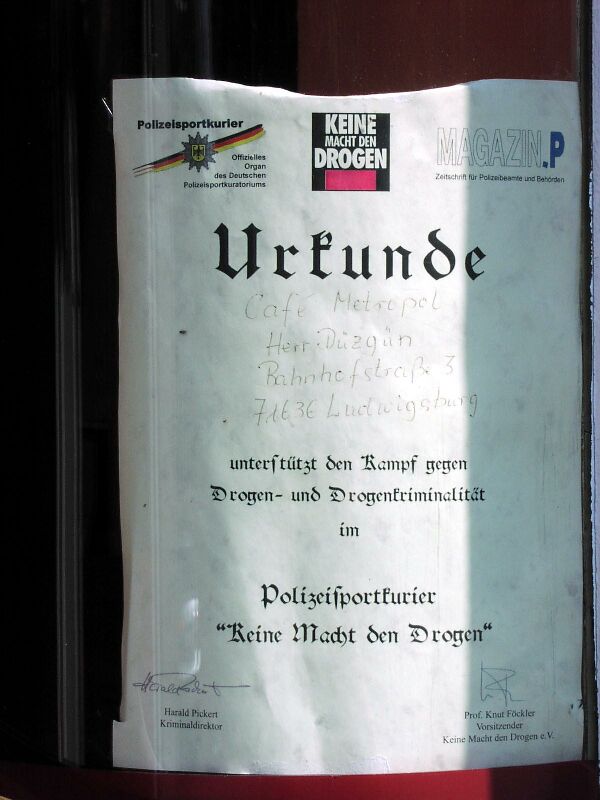 Polizeisportkurier
Offizielles
Organ
des Deutschen
Polizeisportkuratoriums
KEINE
MACHT DEN
DROGEN
MAGAZIN.P
Zeitschrift für Polizeibeamte und Behörden
Urkunde
Café Metropol
Herr Düzgün
Bahnhofstraße 3
71636 Ludwigsburg
unterſtützt den Kampf gegen
Drogen- und Drogenkriminalität
im
Polizeiſportkurier
"Keine Macht den Drogen"
Harald Pickert
Kriminaldirektor
Prof. Knut Föckler
Vorsitzender
Keine Macht den Drogen e.V.